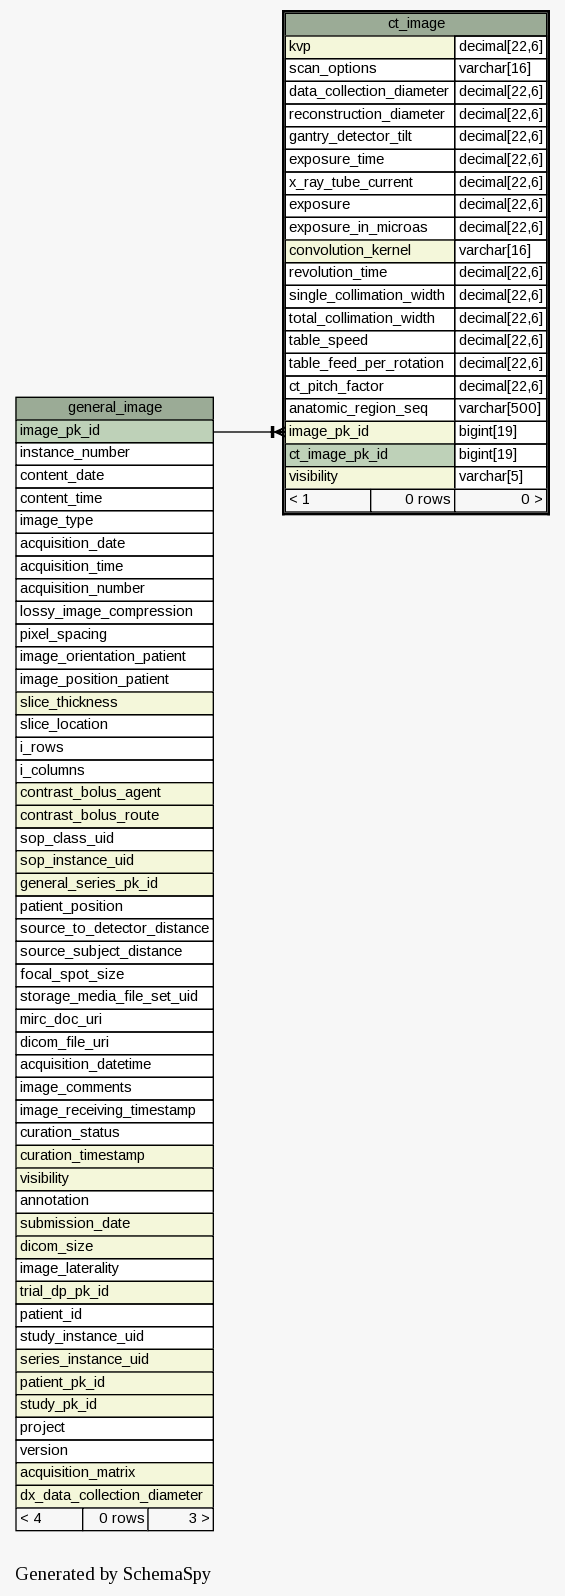 ct_image
kvp decimal[22,6]
scan_options varchar[16]
data_collection_diameter decimal[22,6]
reconstruction_diameter decimal[22,6]
gantry_detector_tilt decimal[22,6]
exposure_time decimal[22,6]
x_ray_tube_current decimal[22,6]
exposure decimal[22,6]
exposure_in_microas decimal[22,6]
convolution_kernel varchar[16]
revolution_time decimal[22,6]
single_collimation_width decimal[22,6]
total_collimation_width decimal[22,6]
table_speed decimal[22,6]
table_feed_per_rotation decimal[22,6]
ct_pitch_factor decimal[22,6]
anatomic_region_seq varchar[500]
image_pk_id bigint[19]
ct_image_pk_id bigint[19]
visibility varchar[5]
< 1 0 rows 0 >
general_image
image_pk_id
instance_number
content_date
content_time
image_type
acquisition_date
acquisition_time
acquisition_number
lossy_image_compression
pixel_spacing
image_orientation_patient
image_position_patient
slice_thickness
slice_location
i_rows
i_columns
contrast_bolus_agent
contrast_bolus_route
sop_class_uid
sop_instance_uid
general_series_pk_id
patient_position
source_to_detector_distance
source_subject_distance
focal_spot_size
storage_media_file_set_uid
mirc_doc_uri
dicom_file_uri
acquisition_datetime
image_comments
image_receiving_timestamp
curation_status
curation_timestamp
visibility
annotation
submission_date
dicom_size
image_laterality
trial_dp_pk_id
patient_id
study_instance_uid
series_instance_uid
patient_pk_id
study_pk_id
project
version
acquisition_matrix
dx_data_collection_diameter
< 4 0 rows 3 >
Generated by SchemaSpy